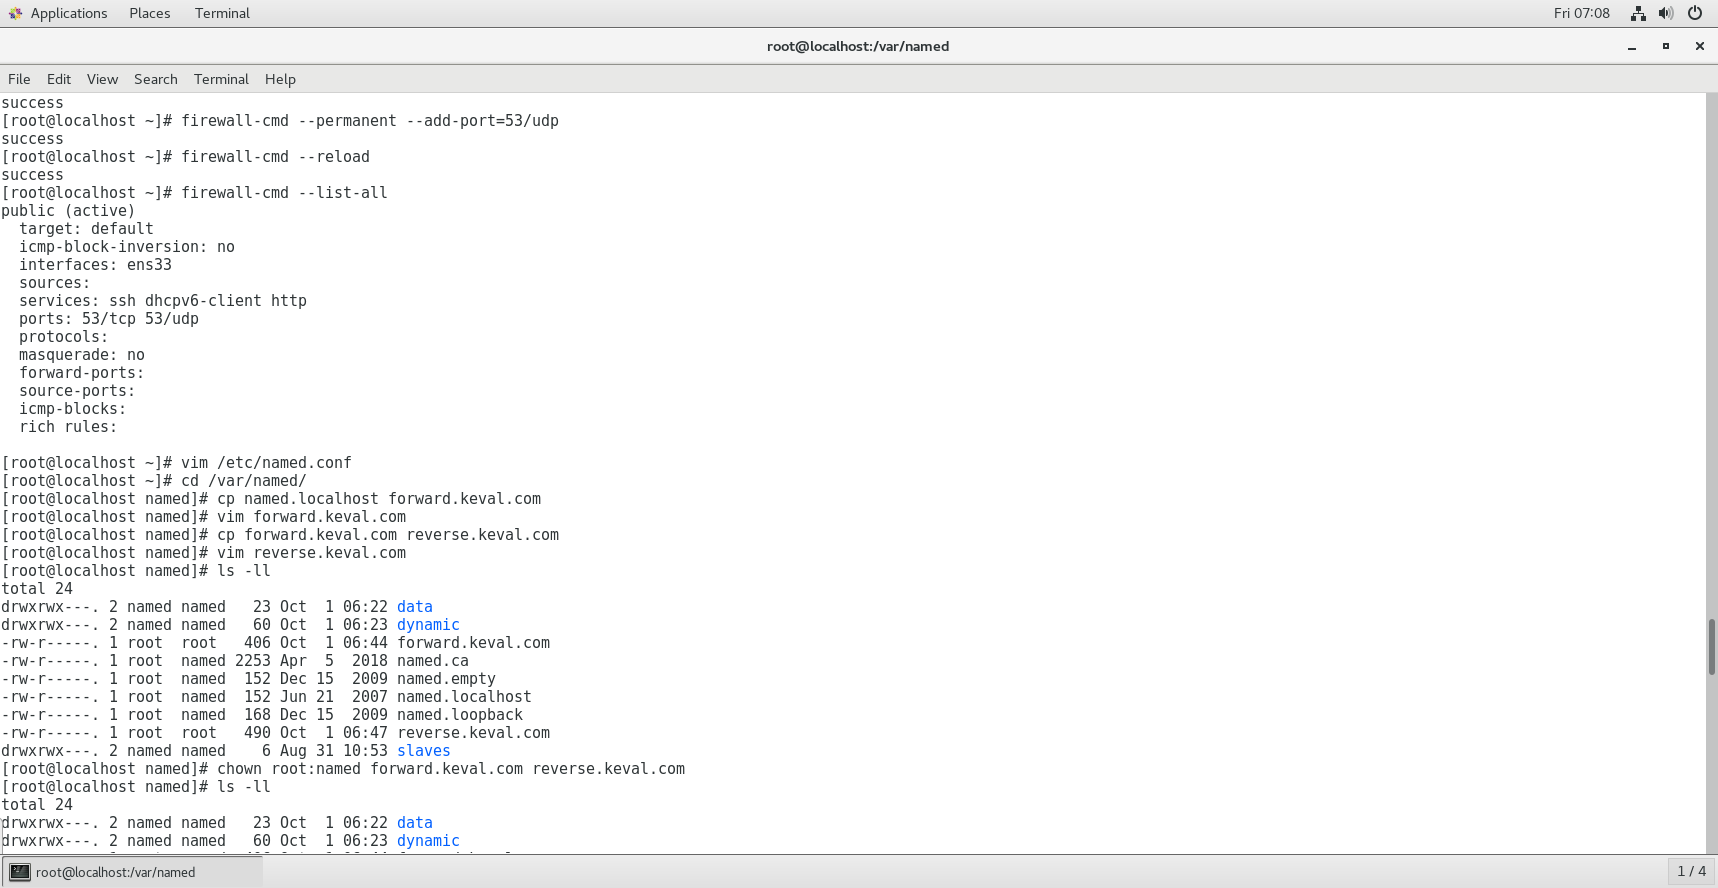 Applications Places Terminal Fri 07:08
root@localhost:/var/named
File Edit View Search Terminal Help
success
[root@localhost ~]# firewall-cmd --permanent --add-port=53/udp
success
[root@localhost ~]# firewall-cmd --reload
success
[root@localhost ~]# firewall-cmd --list-all
public (active)
  target: default
  icmp-block-inversion: no
  interfaces: ens33
  sources:
  services: ssh dhcpv6-client http
  ports: 53/tcp 53/udp
  protocols:
  masquerade: no
  forward-ports:
  source-ports:
  icmp-blocks:
  rich rules:
[root@localhost ~]# vim /etc/named.conf
[root@localhost ~]# cd /var/named/
[root@localhost named]# cp named.localhost forward.keval.com
[root@localhost named]# vim forward.keval.com
[root@localhost named]# cp forward.keval.com reverse.keval.com
[root@localhost named]# vim reverse.keval.com
[root@localhost named]# ls -ll
total 24
drwxrwx---. 2 named named   23 Oct  1 06:22 data
drwxrwx---. 2 named named   60 Oct  1 06:23 dynamic
-rw-r-----. 1 root  root   406 Oct  1 06:44 forward.keval.com
-rw-r-----. 1 root  named 2253 Apr  5  2018 named.ca
-rw-r-----. 1 root  named  152 Dec 15  2009 named.empty
-rw-r-----. 1 root  named  152 Jun 21  2007 named.localhost
-rw-r-----. 1 root  named  168 Dec 15  2009 named.loopback
-rw-r-----. 1 root  root   490 Oct  1 06:47 reverse.keval.com
drwxrwx---. 2 named named    6 Aug 31 10:53 slaves
[root@localhost named]# chown root:named forward.keval.com reverse.keval.com
[root@localhost named]# ls -ll
total 24
drwxrwx---. 2 named named   23 Oct  1 06:22 data
drwxrwx---. 2 named named   60 Oct  1 06:23 dynamic
root@localhost:/var/named 1 / 4